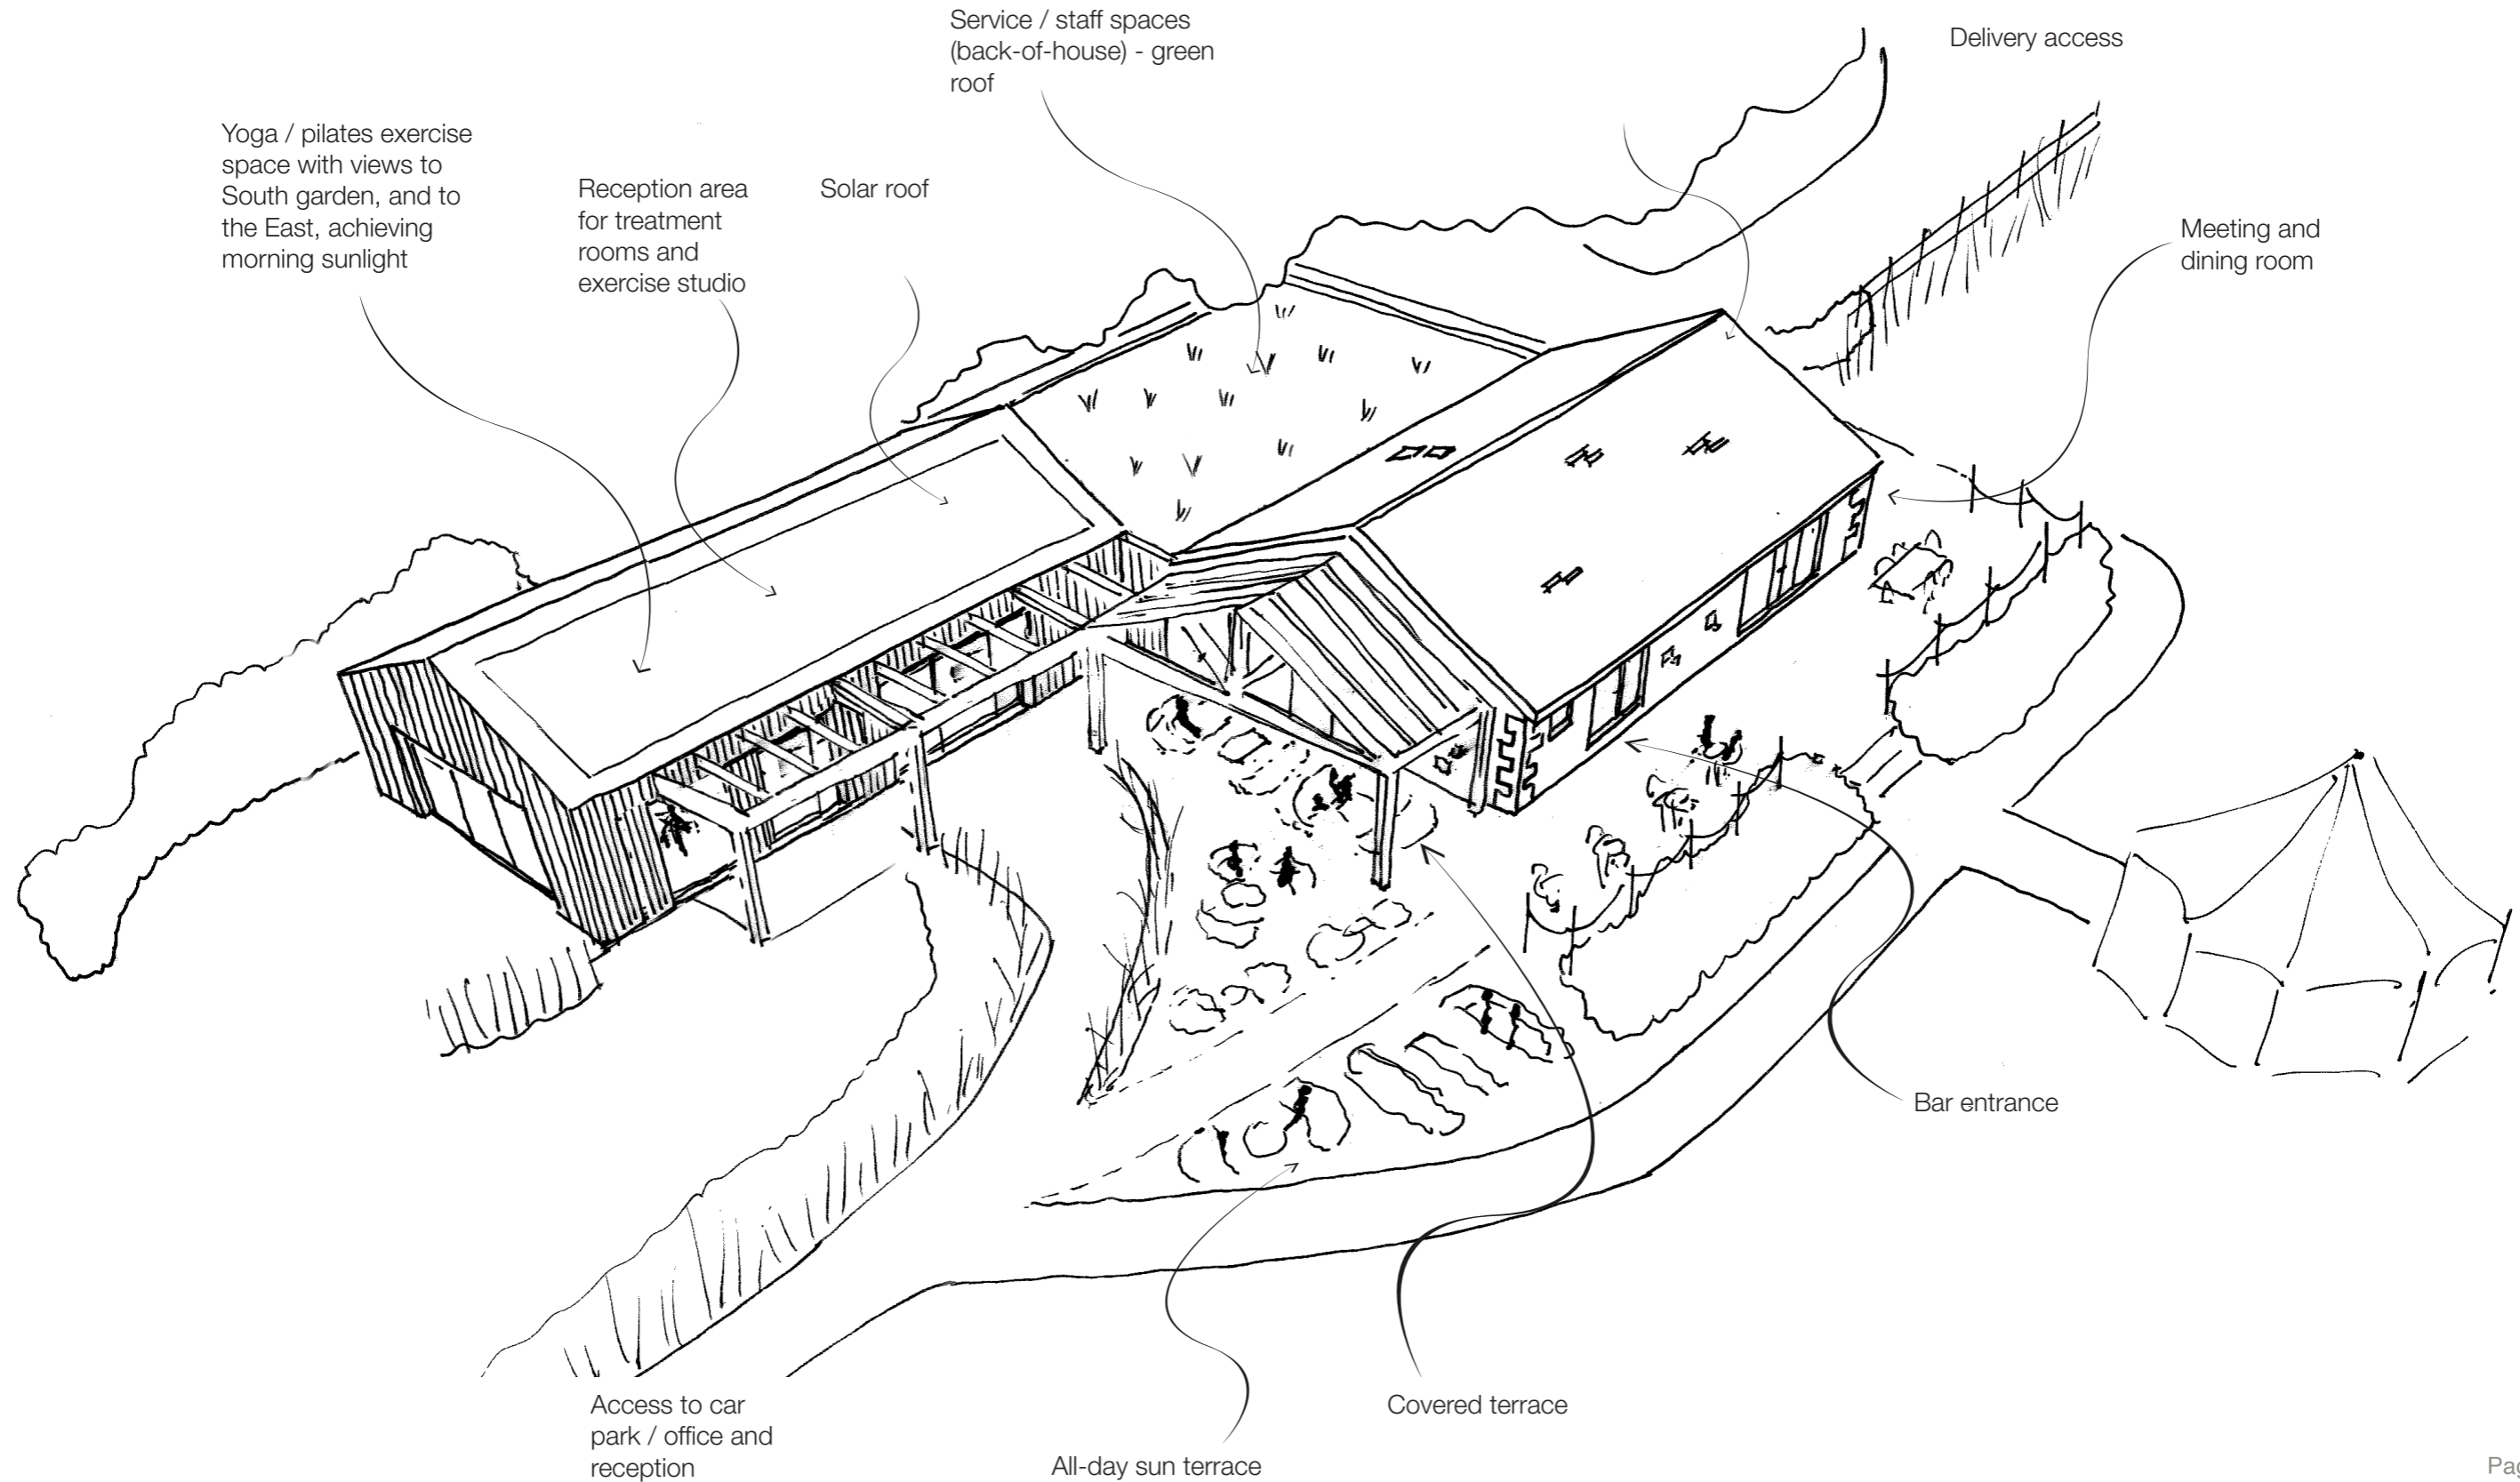 Service / staff spaces
(back-of-house) - green
roof
Delivery access
Yoga / pilates exercise
space with views to
South garden, and to
the East, achieving
morning sunlight
Reception area
for treatment
rooms and
exercise studio
Solar roof
Meeting and
dining room
Bar entrance
Access to car
park / office and
reception
Covered terrace
All-day sun terrace